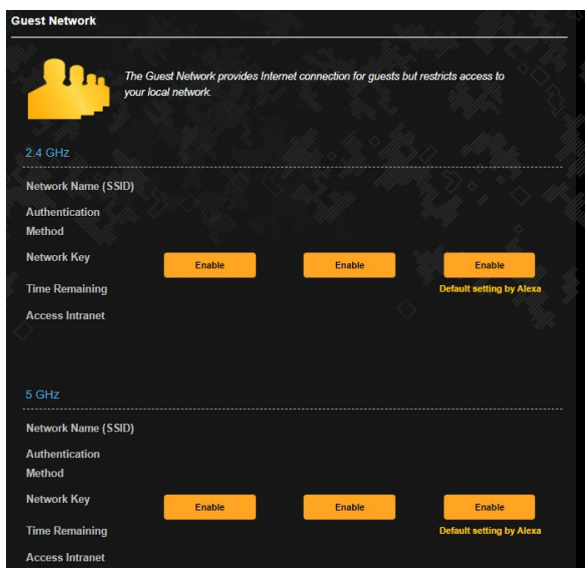 Guest Network
The Guest Network provides Internet connection for guests but restricts access to
your local network.
2.4 GHz
Network Name (SSID)
Authentication
Method
Network Key
Enable
Enable
Enable
Time Remaining
Default setting by Alexa
Access Intranet
5 GHz
Network Name (SSID)
Authentication
Method
Network Key
Enable
Enable
Enable
Time Remaining
Default setting by Alexa
Access Intranet